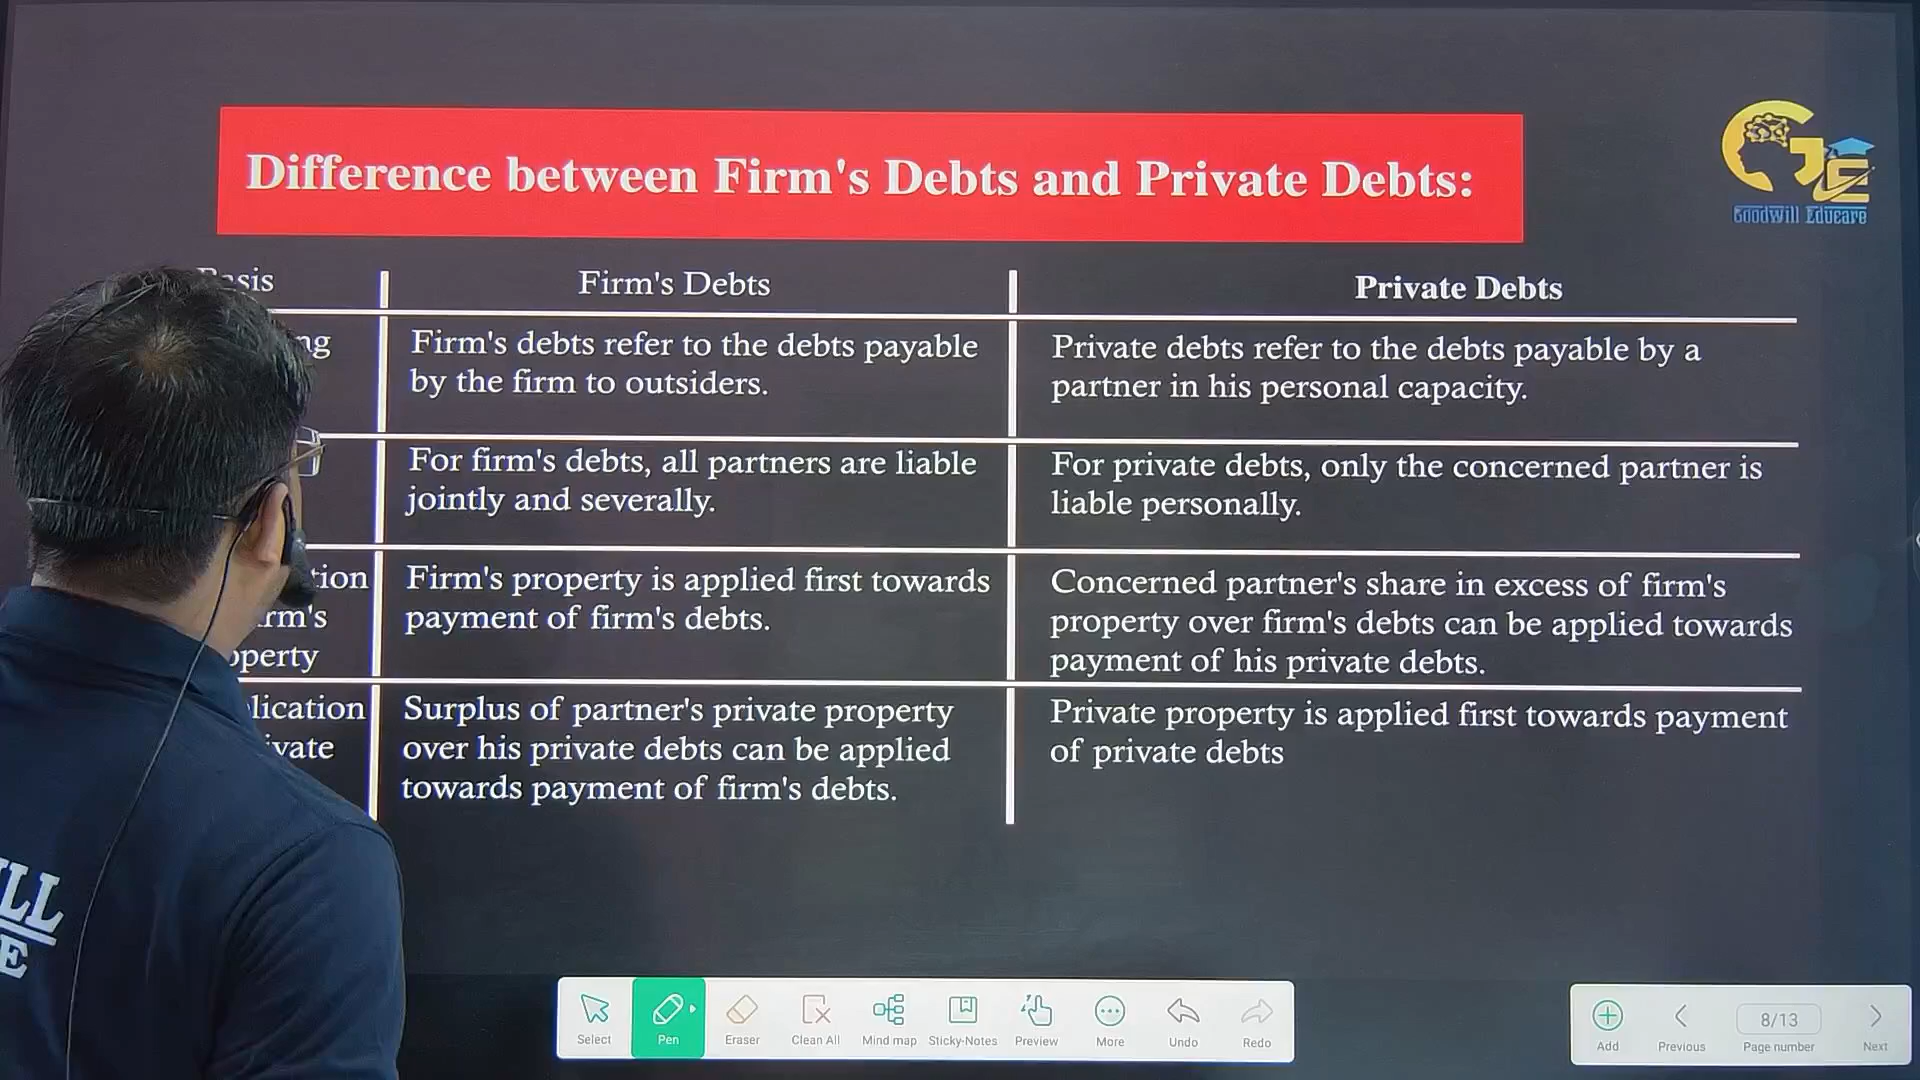 Difference between Firm's Debts and Private Debts:
GoodWill Educare
Firm's Debts
Private Debts
Firm's debts refer to the debts payable
by the firm to outsiders.
Private debts refer to the debts payable by a
partner in his personal capacity.
For firm's debts, all partners are liable
jointly and severally.
For private debts, only the concerned partner is
liable personally.
Firm's property is applied first towards
payment of firm's debts.
Concerned partner's share in excess of firm's
property over firm's debts can be applied towards
payment of his private debts.
Surplus of partner's private property
over his private debts can be applied
towards payment of firm's debts.
Private property is applied first towards payment
of private debts
Select
Pen
Eraser
Clean All
Mind map
Sticky-Notes
Preview
More
Undo
Redo
Add
Previous
8/13
Page number
Next